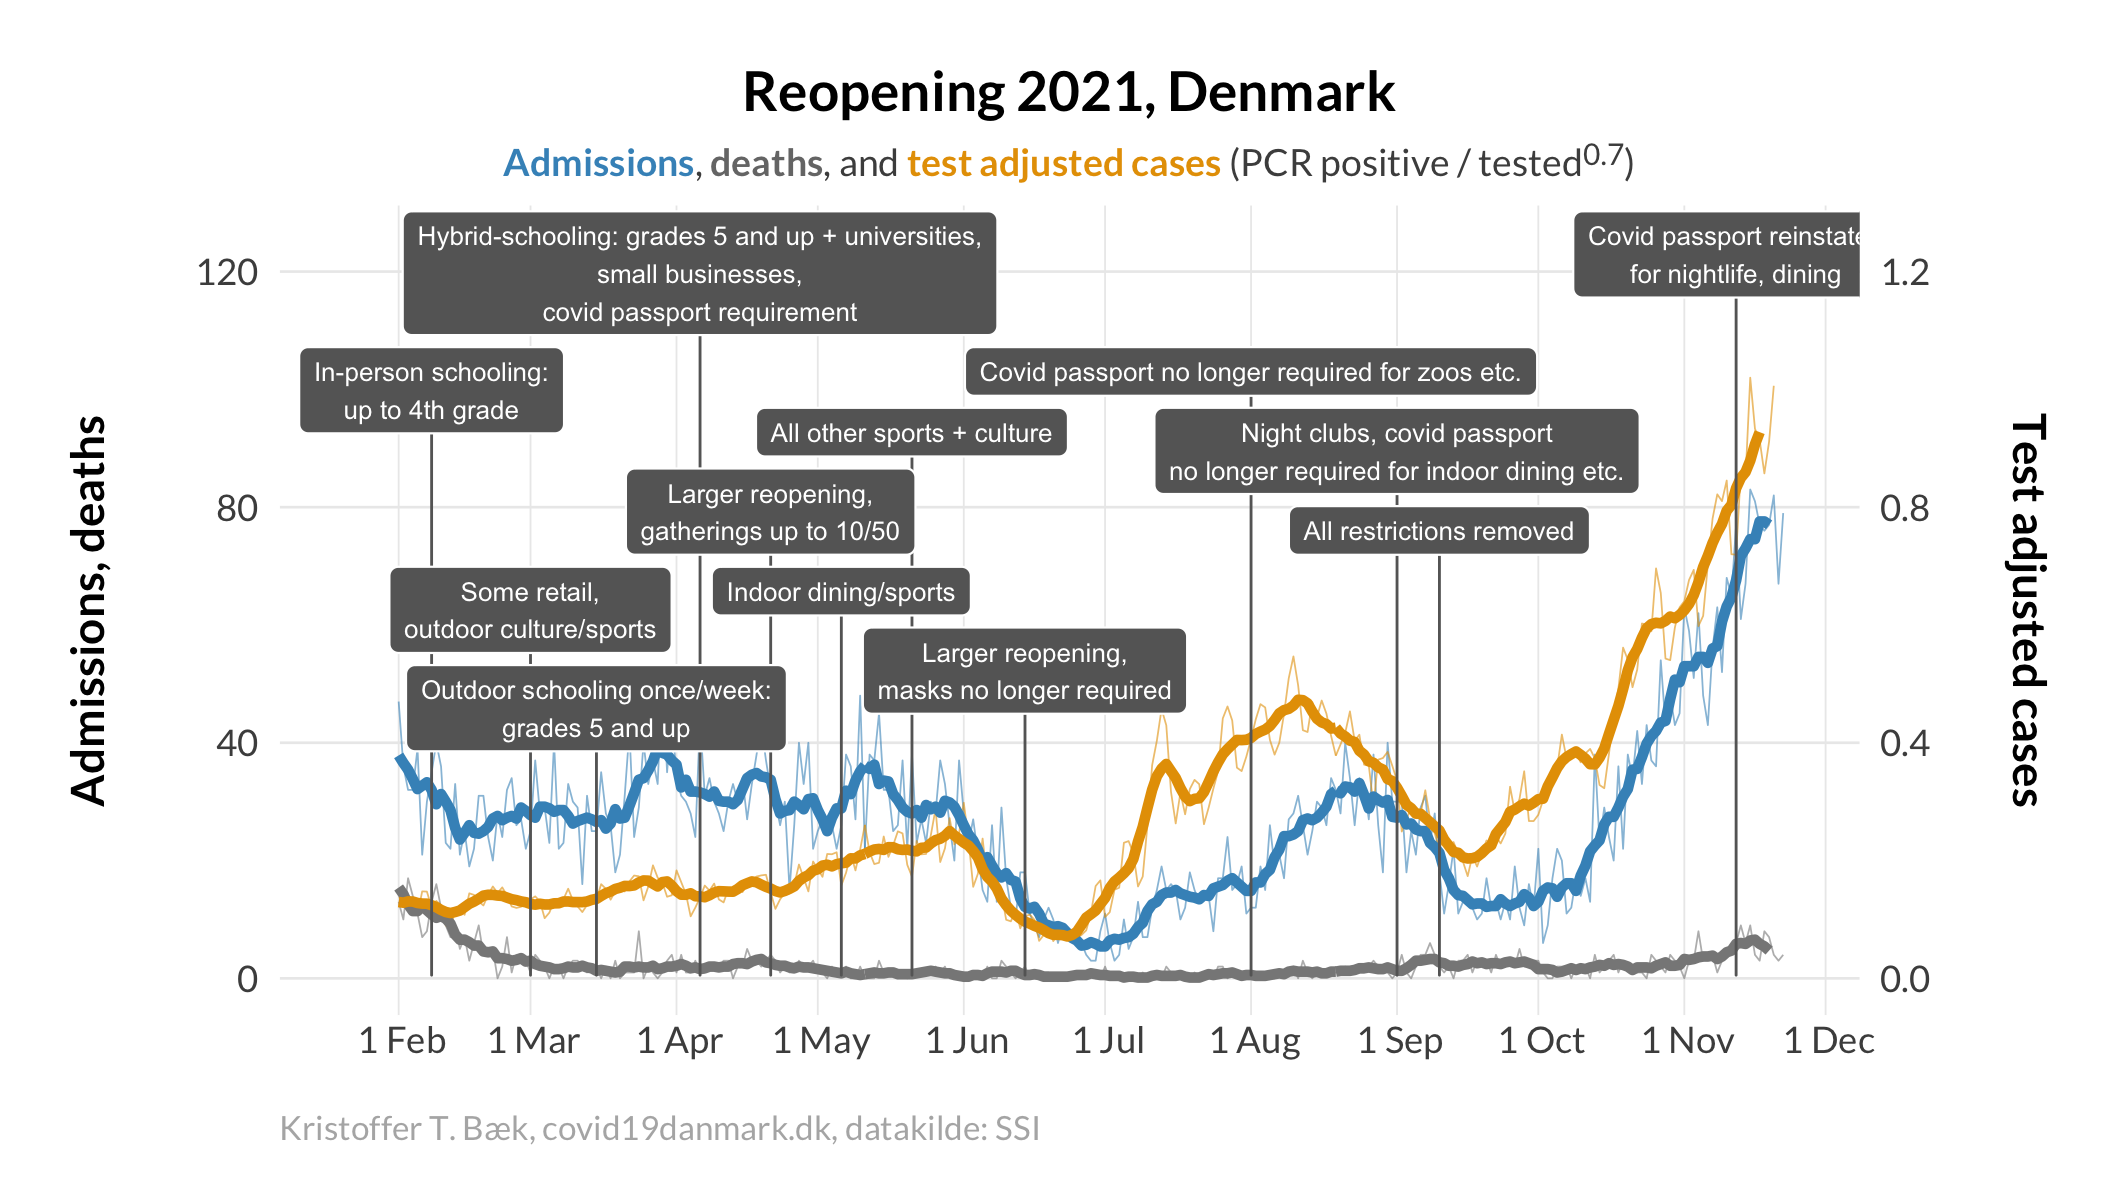 Reopening 2021, Denmark
Admissions, deaths, and test adjusted cases (PCR positive / tested^0.7)
Hybrid-schooling: grades 5 and up + universities,
small businesses,
covid passport requirement
Covid passport reinstate
for nightlife, dining
In-person schooling:
up to 4th grade
Covid passport no longer required for zoos etc.
All other sports + culture
Night clubs, covid passport
no longer required for indoor dining etc.
Larger reopening,
gatherings up to 10/50
All restrictions removed
Some retail,
outdoor culture/sports
Indoor dining/sports
Larger reopening,
masks no longer required
Outdoor schooling once/week:
grades 5 and up
Admissions, deaths
120
80
40
0
Test adjusted cases
1.2
0.8
0.4
0.0
1 Feb
1 Mar
1 Apr
1 May
1 Jun
1 Jul
1 Aug
1 Sep
1 Oct
1 Nov
1 Dec
Kristoffer T. Bæk, covid19danmark.dk, datakilde: SSI